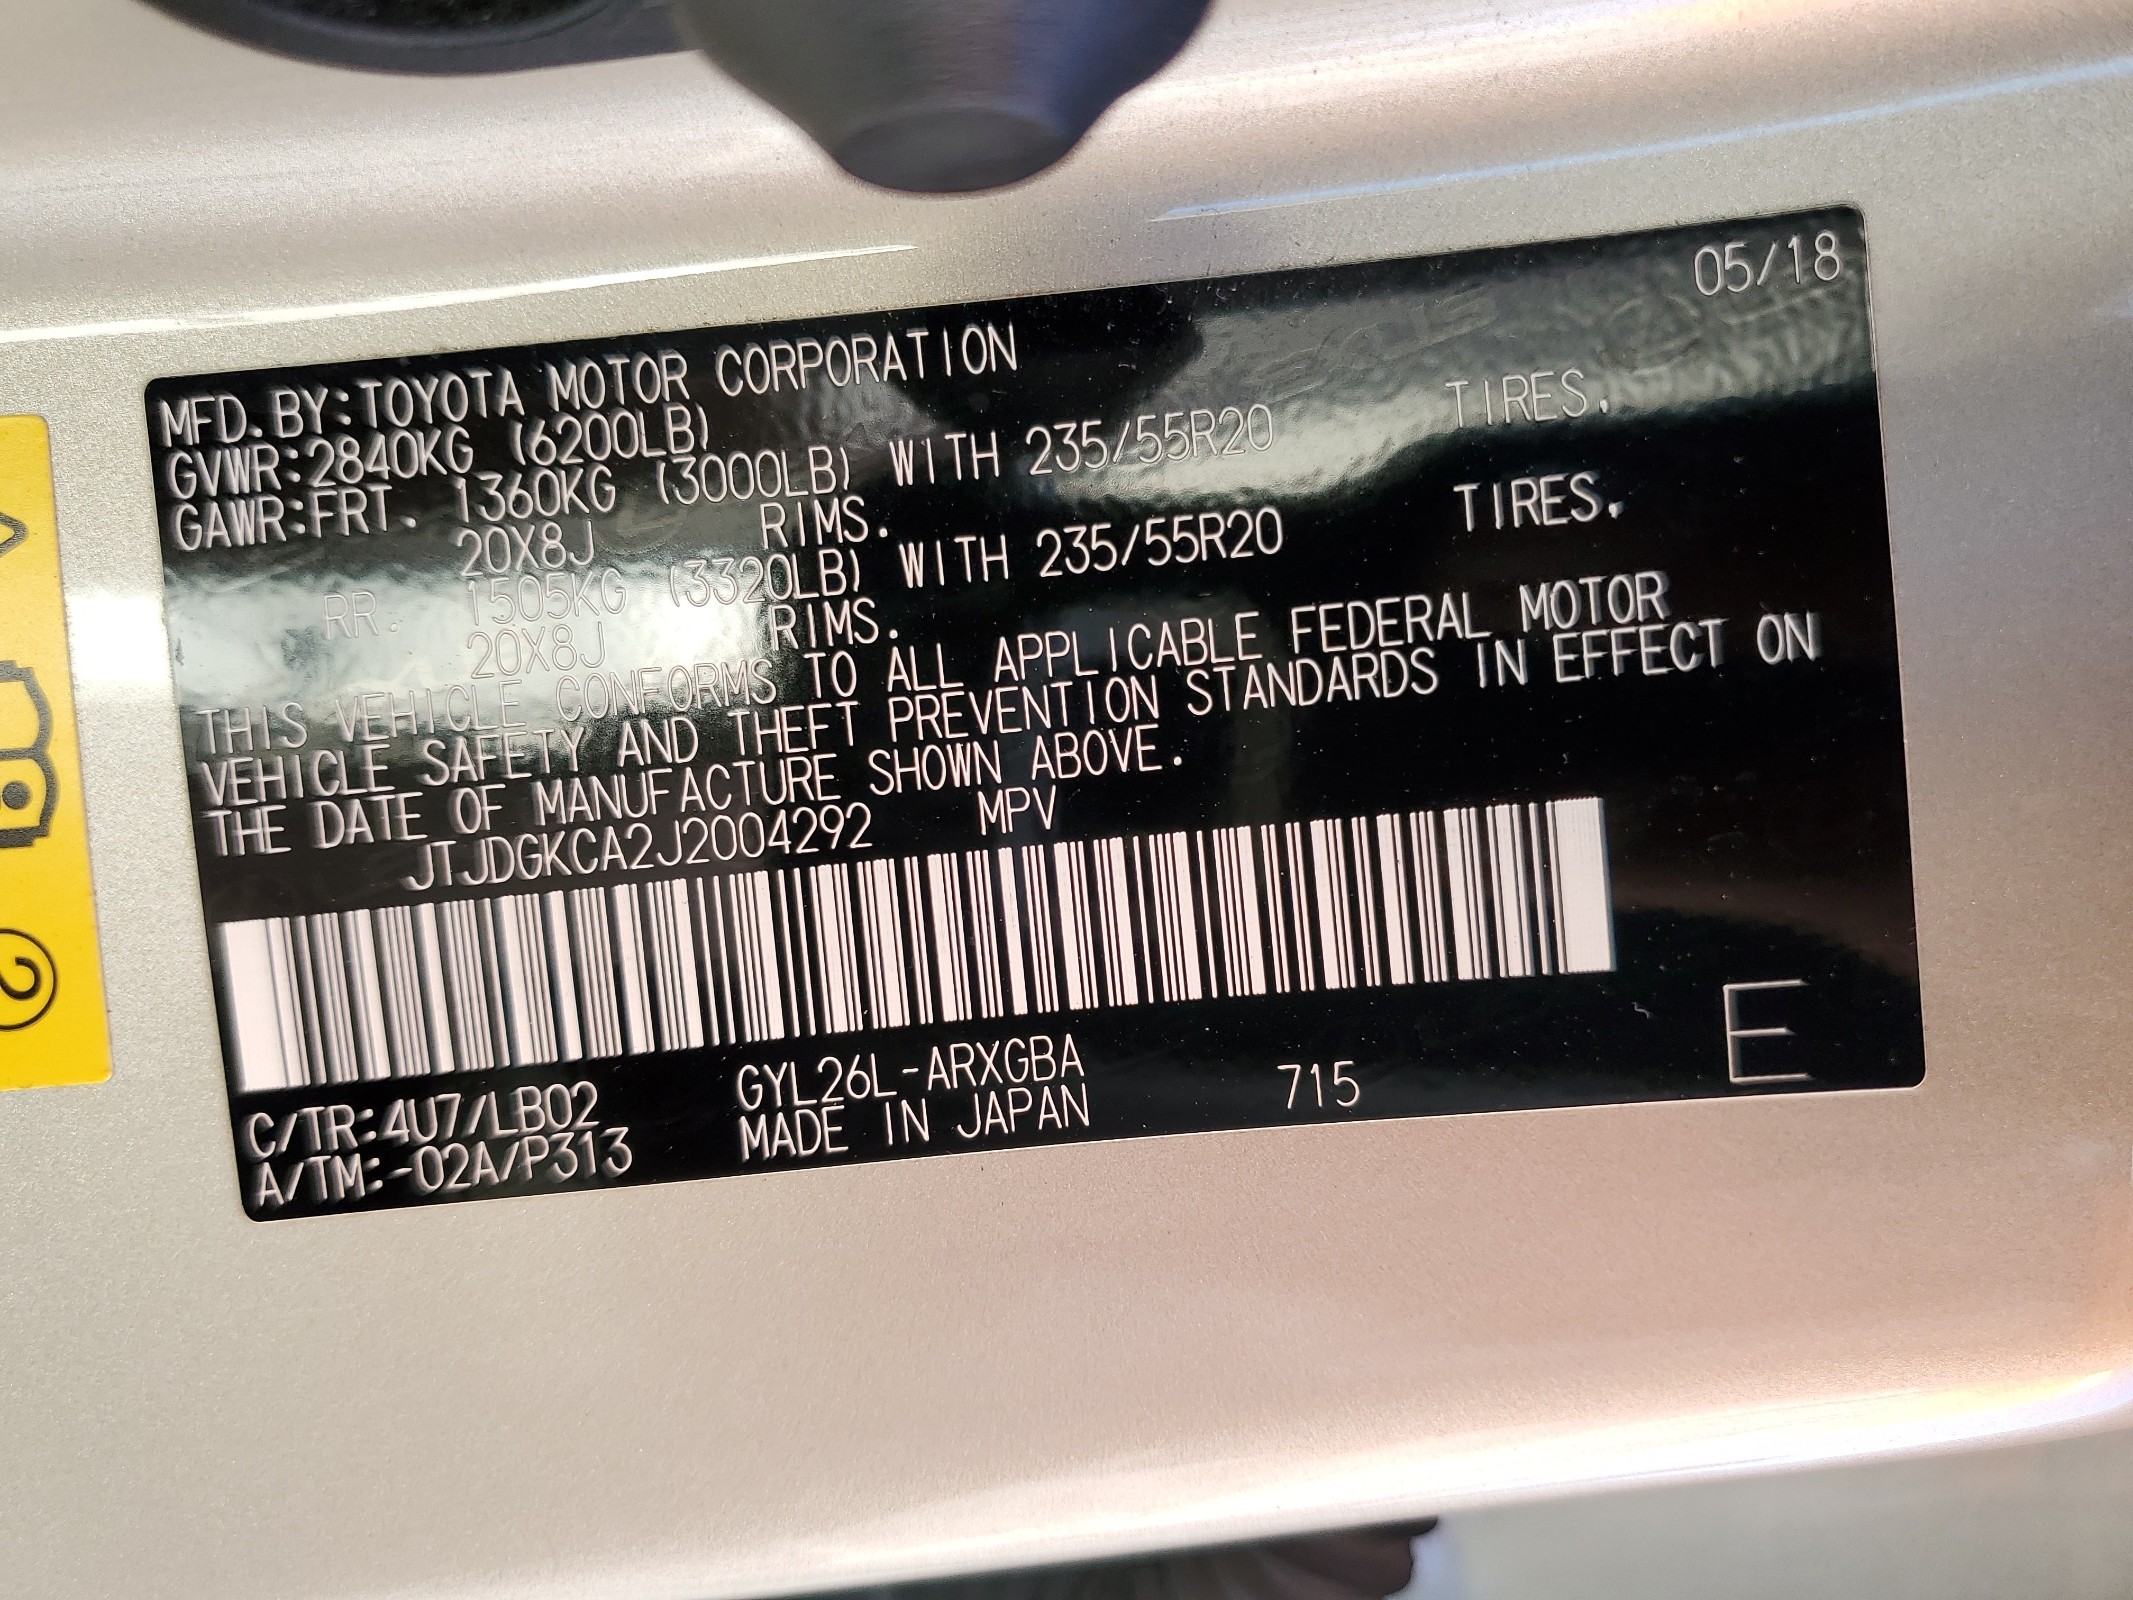 05/18
MFD. BY:TOYOTA MOTOR CORPORATION
GVWR:2840KG (6200LB)
GAWR:FRT. 1360KG (3000LB) WITH 235/55R20 TIRES,
20X8J RIMS.
RR. 1505KG (3320LB) WITH 235/55R20 TIRES,
20X8J RIMS.
THIS VEHICLE CONFORMS TO ALL APPLICABLE FEDERAL MOTOR
VEHICLE SAFETY AND THEFT PREVENTION STANDARDS IN EFFECT ON
THE DATE OF MANUFACTURE SHOWN ABOVE.
JTJDGKCA2J2004292 MPV
C/TR:4U7/LB02 GYL26L-ARXGBA
A/TM:-02A/P313 MADE IN JAPAN 715 E
2